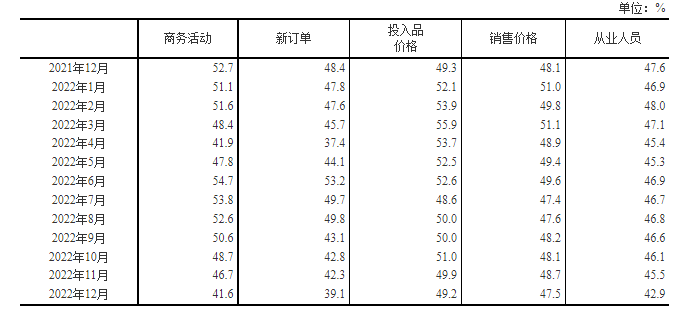 单位：%
商务活动 新订单 投入品价格 销售价格 从业人员
2021年12月 52.7 48.4 49.3 48.1 47.6
2022年1月 51.1 47.8 52.1 51.0 46.9
2022年2月 51.6 47.6 53.9 49.8 48.0
2022年3月 48.4 45.7 55.9 51.1 47.1
2022年4月 41.9 37.4 53.7 48.9 45.4
2022年5月 47.8 44.1 52.5 49.4 45.3
2022年6月 54.7 53.2 52.6 49.6 46.9
2022年7月 53.8 49.7 48.6 47.4 46.7
2022年8月 52.6 49.8 50.0 47.6 46.8
2022年9月 50.6 43.1 50.0 48.2 46.6
2022年10月 48.7 42.8 51.0 48.1 46.1
2022年11月 46.7 42.3 49.9 48.7 45.5
2022年12月 41.6 39.1 49.2 47.5 42.9